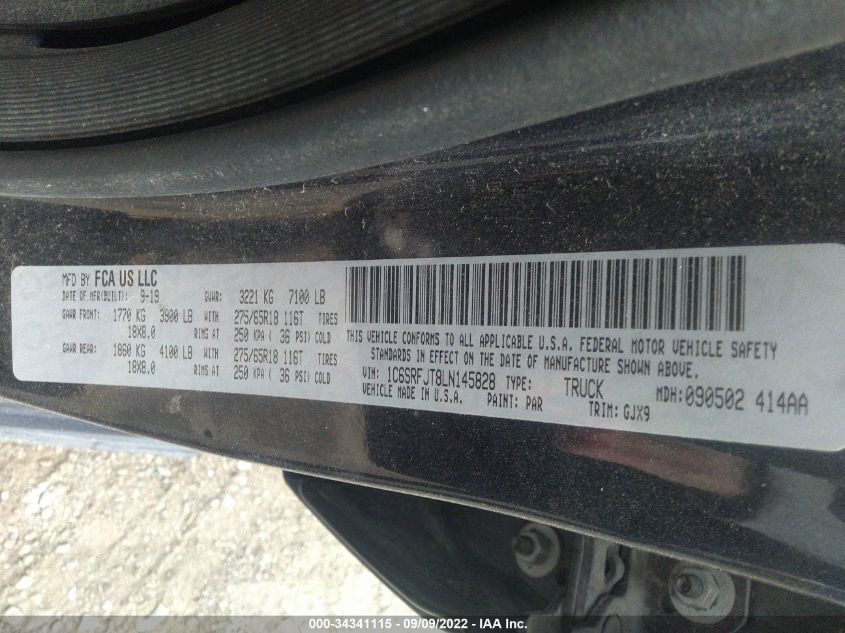 MFD BY FCA US LLC
DATE OF MFR(BUILT): 9-19 GVWR: 3221 KG 7100 LB
GAWR FRONT: 1770 KG 3900 LB WITH 275/65R18 116T TIRES
18X8.0 RIMS AT 250 KPA ( 36 PSI) COLD
GAWR REAR: 1860 KG 4100 LB WITH 275/65R18 116T TIRES
18X8.0 RIMS AT 250 KPA ( 36 PSI) COLD
THIS VEHICLE CONFORMS TO ALL APPLICABLE U.S.A. FEDERAL MOTOR VEHICLE SAFETY
STANDARDS IN EFFECT ON THE DATE OF MANUFACTURE SHOWN ABOVE.
VIN: 1C6SRFJT8LN145828 TYPE: TRUCK MDH: 090502 414AA
VEHICLE MADE IN U.S.A. PAINT: PAR TRIM: GJX9
000-34341115 - 09/09/2022 - IAA Inc.